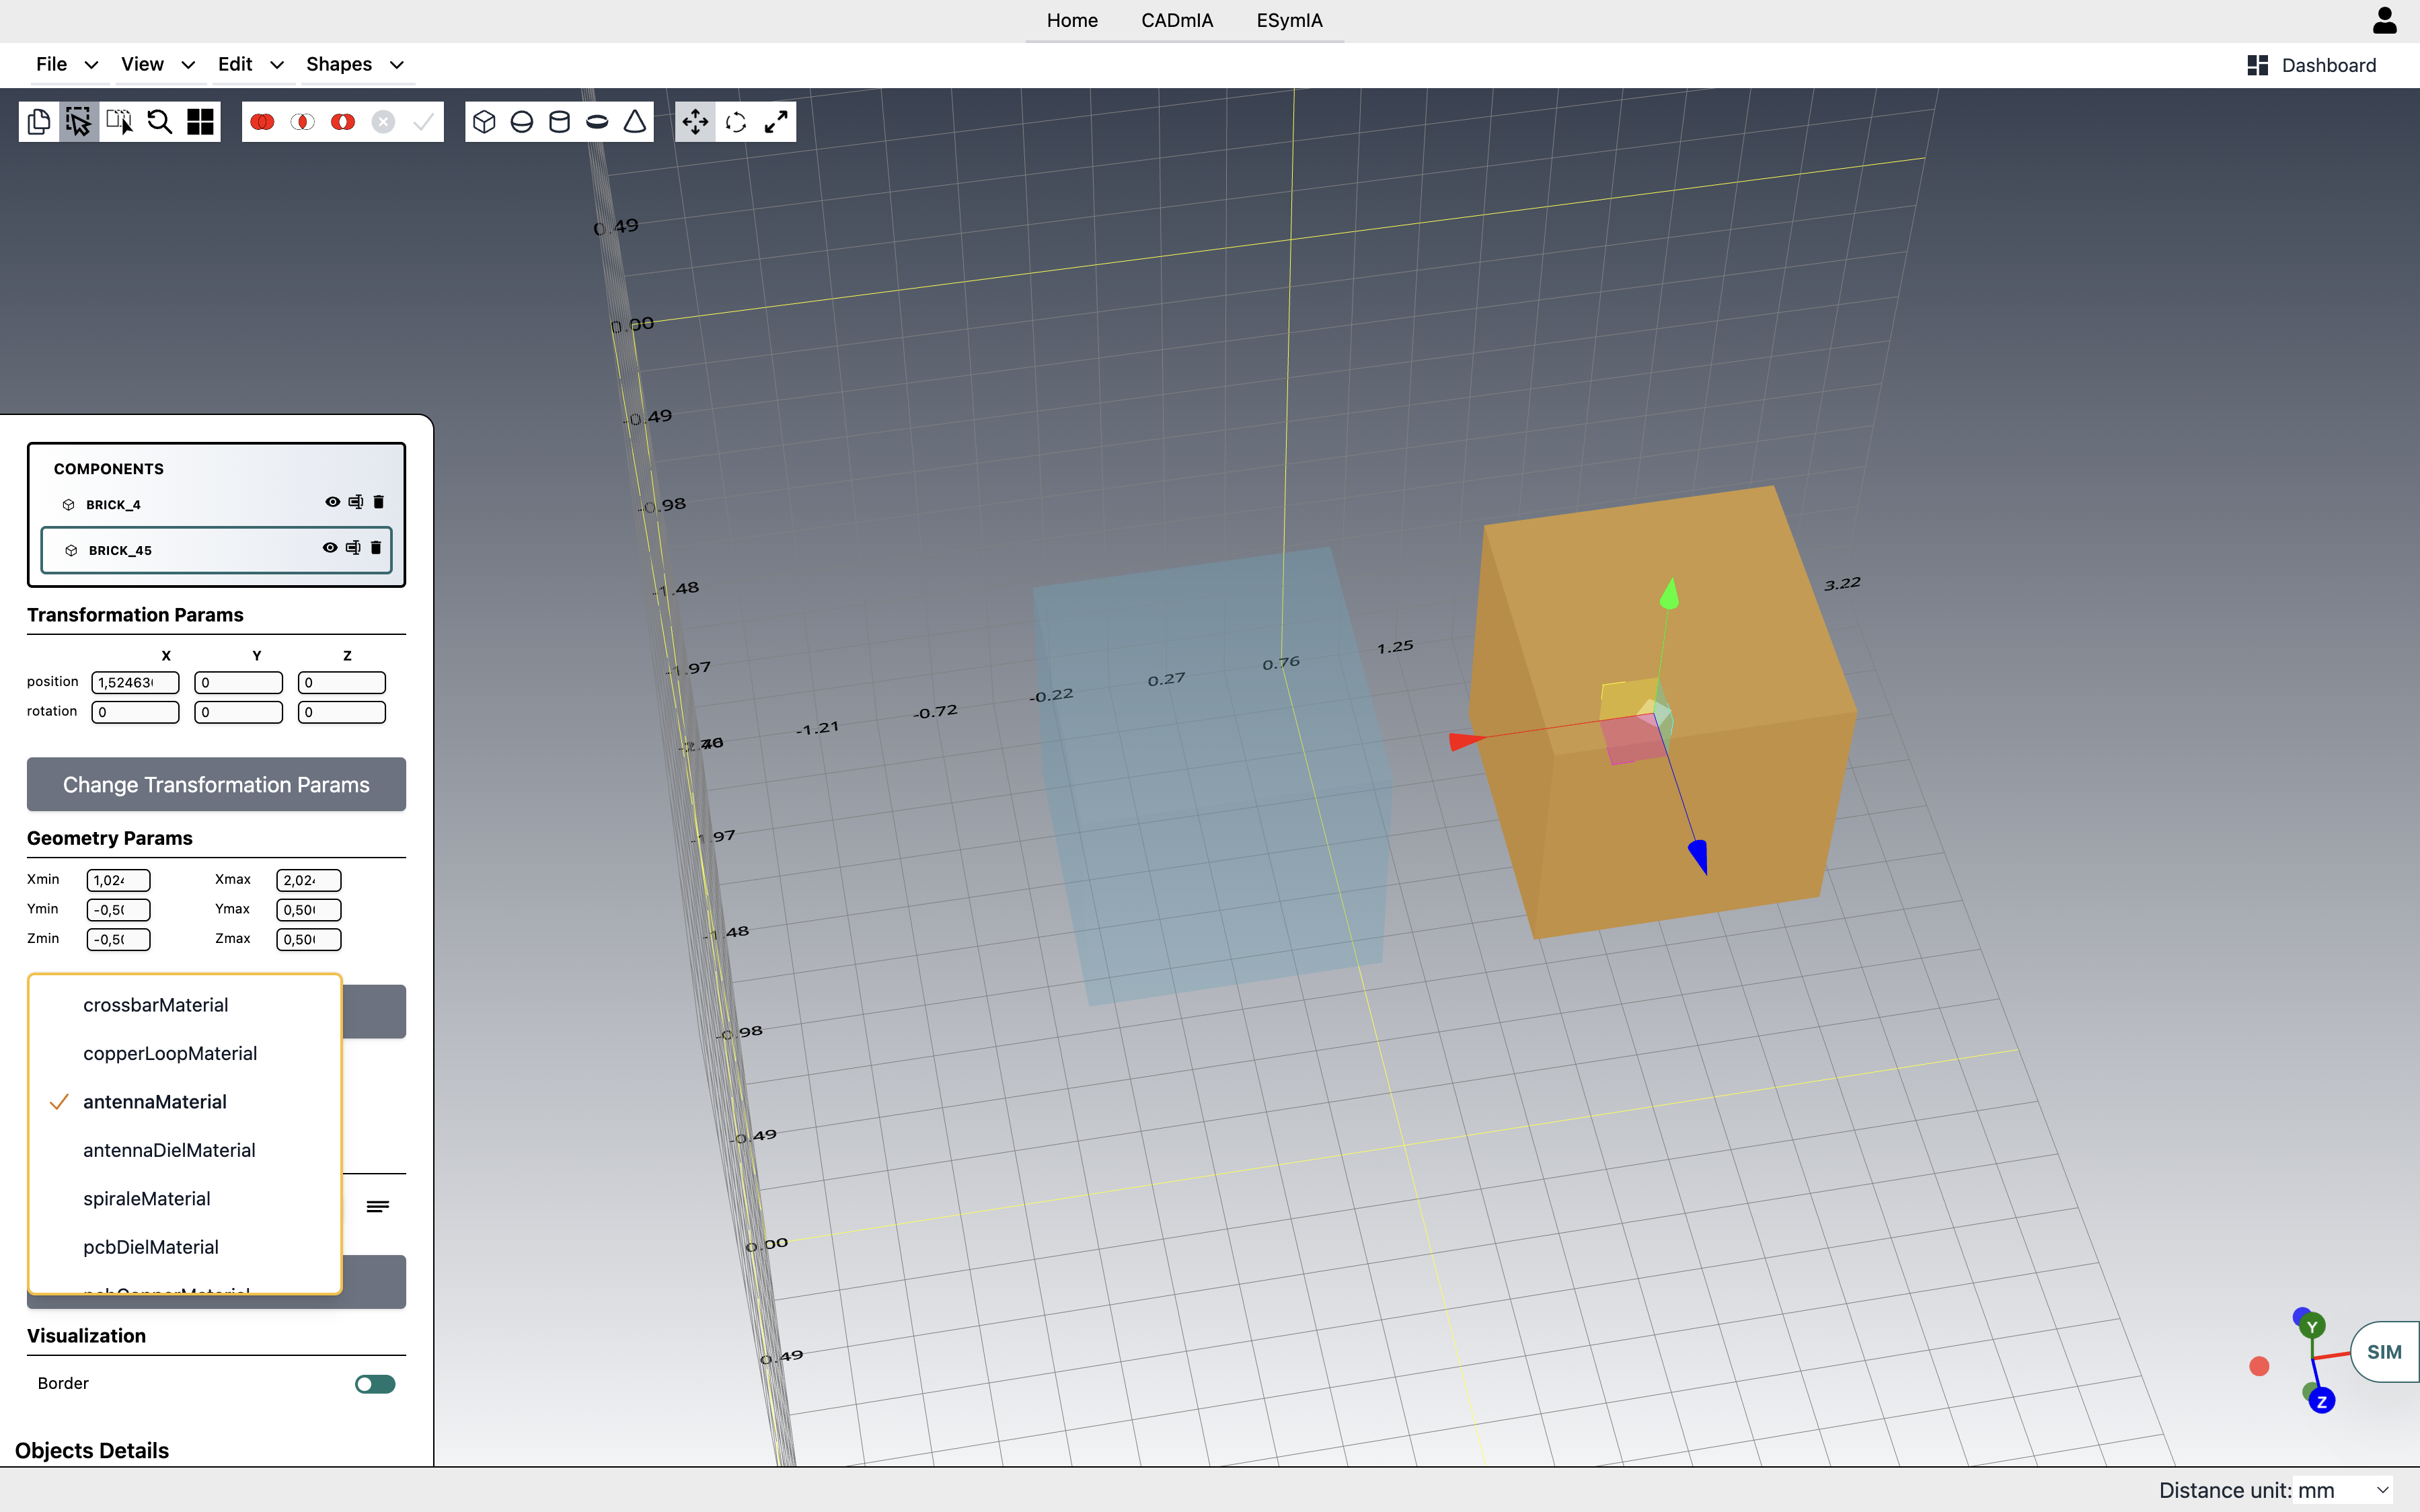 Home CADmIA ESymIA
File View Edit Shapes Dashboard
0.49
0.00
-0.49
-0.98
-1.48
-1.97
-1.97
-1.48
-0.98
-0.49
0.00
0.49
-1.21 -0.72 -0.22 0.27 0.76 1.25 3.22
COMPONENTS
BRICK_4
BRICK_45
Transformation Params
X Y Z
position 1,52463 0 0
rotation 0 0 0
Change Transformation Params
Geometry Params
Xmin 1,02 Xmax 2,02
Ymin -0,5 Ymax 0,50
Zmin -0,5 Zmax 0,50
crossbarMaterial
copperLoopMaterial
antennaMaterial
antennaDielMaterial
spiraleMaterial
pcbDielMaterial
Visualization
Border
Objects Details
Y
Z
SIM
Distance unit: mm